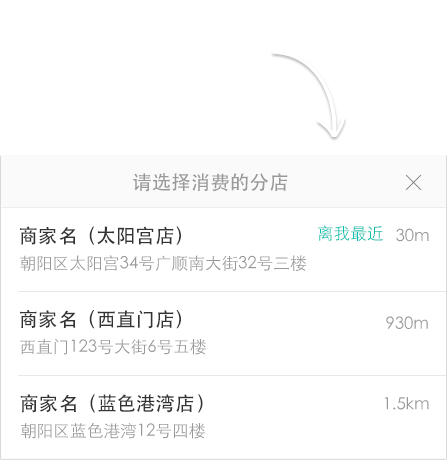 请选择消费的分店
商家名（太阳宫店） 离我最近 30m
朝阳区太阳宫34号广顺南大街32号三楼
商家名（西直门店） 930m
西直门123号大街6号五楼
商家名（蓝色港湾店） 1.5km
朝阳区蓝色港湾12号四楼